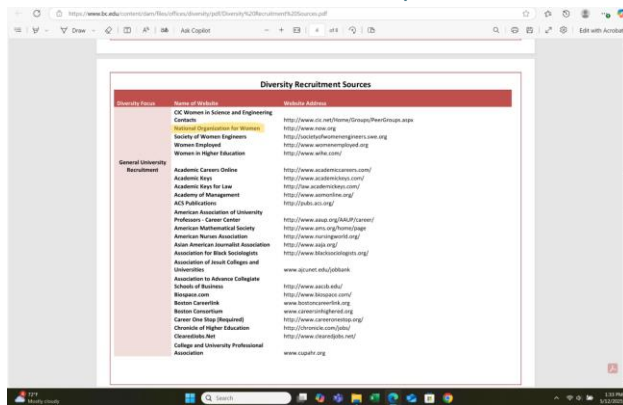 https://www.bc.edu/content/dam/files/offices/diversity/pdf/Diversity%20Recruitment%20Sources.pdf
Draw
Ask Copilot
4 of 8
Edit with Acrobat
Diversity Recruitment Sources
Diversity Focus Name of Website Website Address
CIC Women in Science and Engineering
Contacts http://www.cic.net/Home/Groups/PeerGroups.aspx
National Organization for Women http://www.now.org
Society of Women Engineers http://societyofwomenengineers.swe.org
Women Employed http://www.womenemployed.org
Women in Higher Education http://www.wihe.com/
General University
Recruitment Academic Careers Online http://www.academiccareers.com/
Academic Keys http://www.academickeys.com/
Academic Keys for Law http://law.academickeys.com/
Academy of Management http://www.aomonline.org/
ACS Publications http://pubs.acs.org/
American Association of University
Professors - Career Center http://www.aaup.org/AAUP/career/
American Mathematical Society http://www.ams.org/home/page
American Nurses Association http://www.nursingworld.org/
Asian American Journalist Association http://www.aaja.org/
Association for Black Sociologists http://www.blacksociologists.org/
Association of Jesuit Colleges and
Universities www.ajcunet.edu/jobbank
Association to Advance Collegiate
Schools of Business http://www.aacsb.edu/
Biospace.com http://www.biospace.com/
Boston Careerlink www.bostoncareerlink.org
Boston Consortium www.careersinhighered.org
Career One Stop (Required) http://www.careeronestop.org/
Chronicle of Higher Education http://chronicle.com/jobs/
ClearedJobs.Net http://www.clearedjobs.net/
College and University Professional
Association www.cupahr.org
Mostly cloudy
Search
1:33 PM
5/12/2025